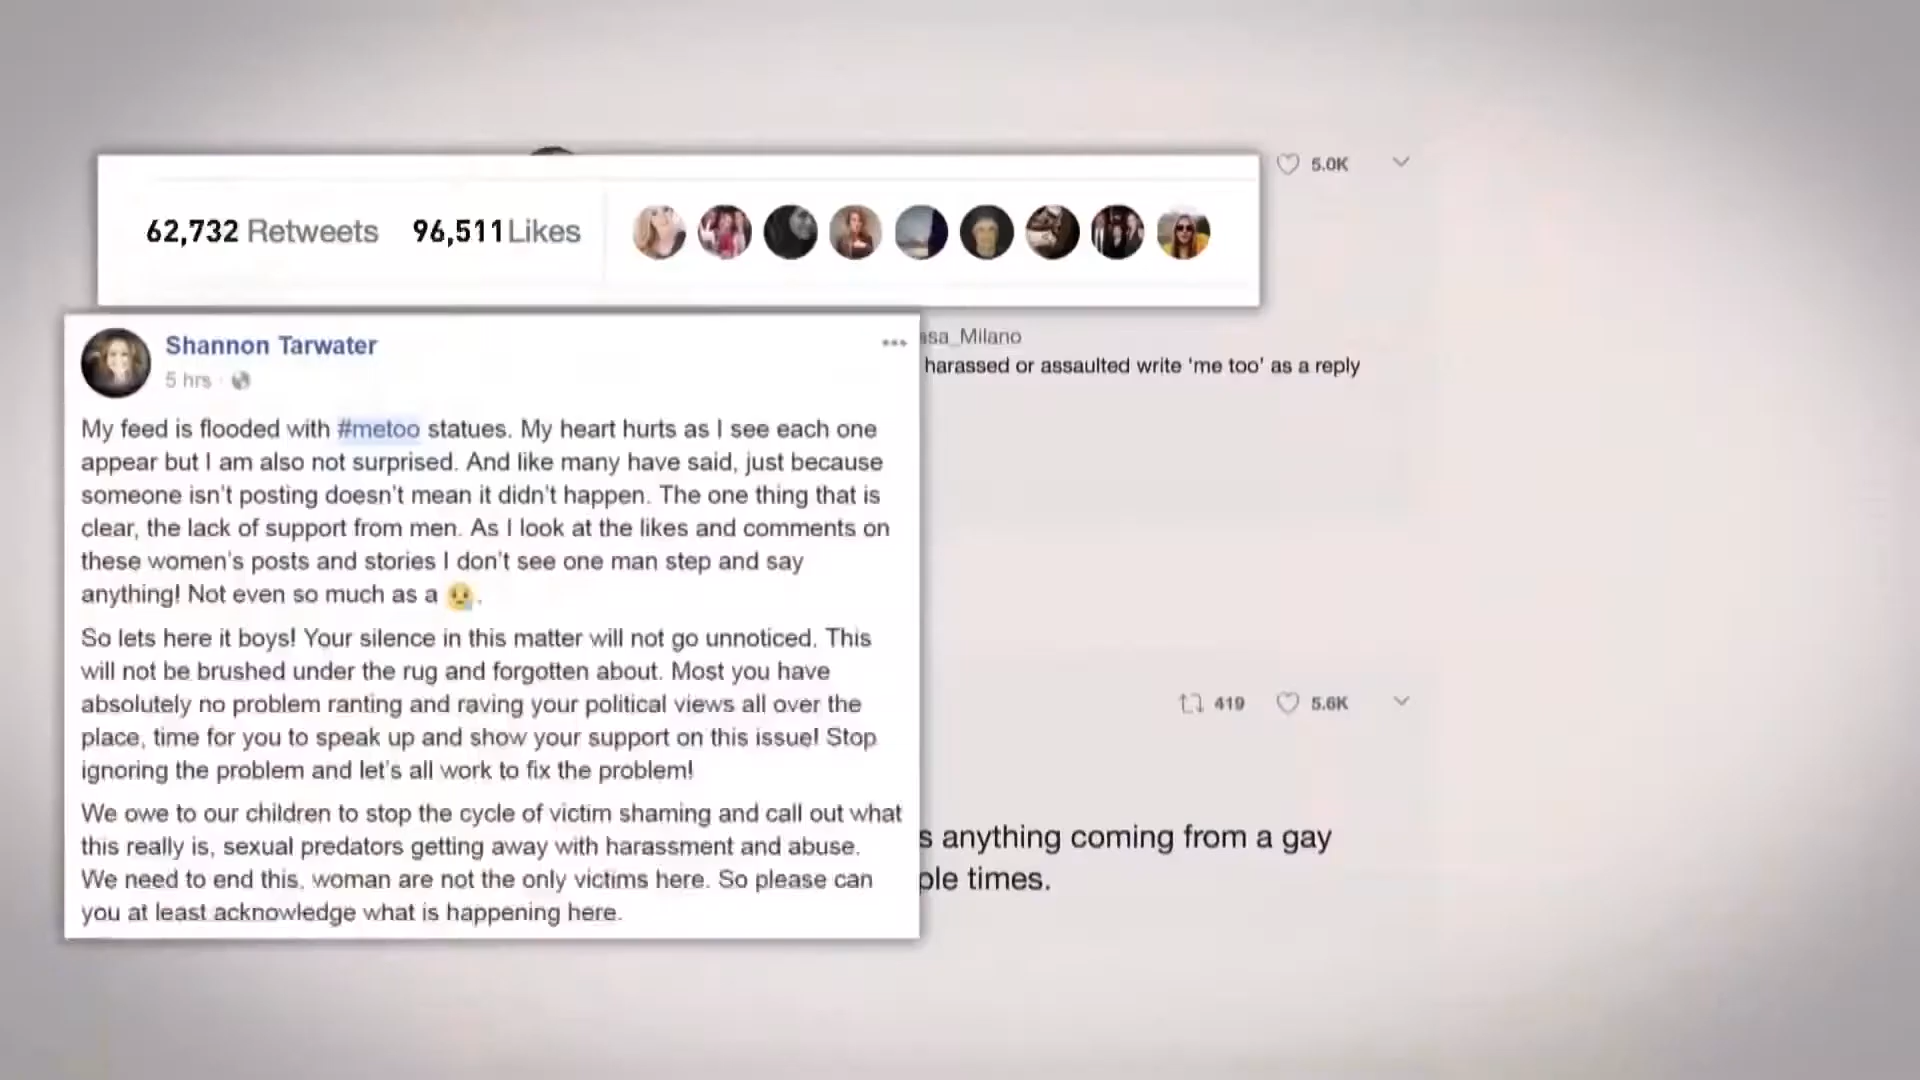 5.0K
62,732 Retweets 96,511 Likes
Shannon Tarwater
5 hrs
sa_Milano
harassed or assaulted write ‘me too’ as a reply
My feed is flooded with #metoo statues. My heart hurts as I see each one
appear but I am also not surprised. And like many have said, just because
someone isn't posting doesn't mean it didn't happen. The one thing that is
clear, the lack of support from men. As I look at the likes and comments on
these women's posts and stories I don't see one man step and say
anything! Not even so much as a 😢.
So lets here it boys! Your silence in this matter will not go unnoticed. This
will not be brushed under the rug and forgotten about. Most you have
absolutely no problem ranting and raving your political views all over the
place, time for you to speak up and show your support on this issue! Stop
ignoring the problem and let's all work to fix the problem!
419 5.6K
We owe to our children to stop the cycle of victim shaming and call out what
this really is, sexual predators getting away with harassment and abuse.
We need to end this, woman are not the only victims here. So please can
you at least acknowledge what is happening here.
s anything coming from a gay
ple times.